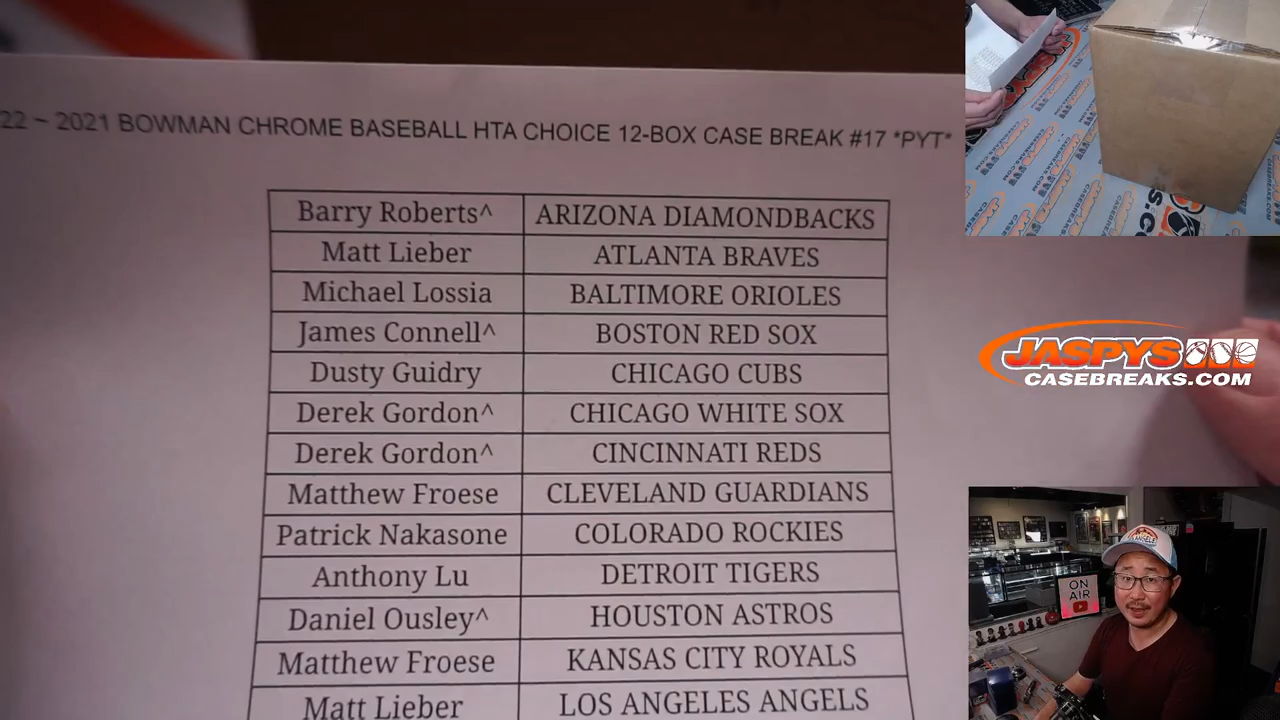 22 ~ 2021 BOWMAN CHROME BASEBALL HTA CHOICE 12-BOX CASE BREAK #17 *PYT*
Barry Roberts^ ARIZONA DIAMONDBACKS
Matt Lieber ATLANTA BRAVES
Michael Lossia BALTIMORE ORIOLES
James Connell^ BOSTON RED SOX
Dusty Guidry CHICAGO CUBS
Derek Gordon^ CHICAGO WHITE SOX
Derek Gordon^ CINCINNATI REDS
Matthew Froese CLEVELAND GUARDIANS
Patrick Nakasone COLORADO ROCKIES
Anthony Lu DETROIT TIGERS
Daniel Ousley^ HOUSTON ASTROS
Matthew Froese KANSAS CITY ROYALS
Matt Lieber LOS ANGELES ANGELS
JASPYS
CASEBREAKS.COM
ON
AIR